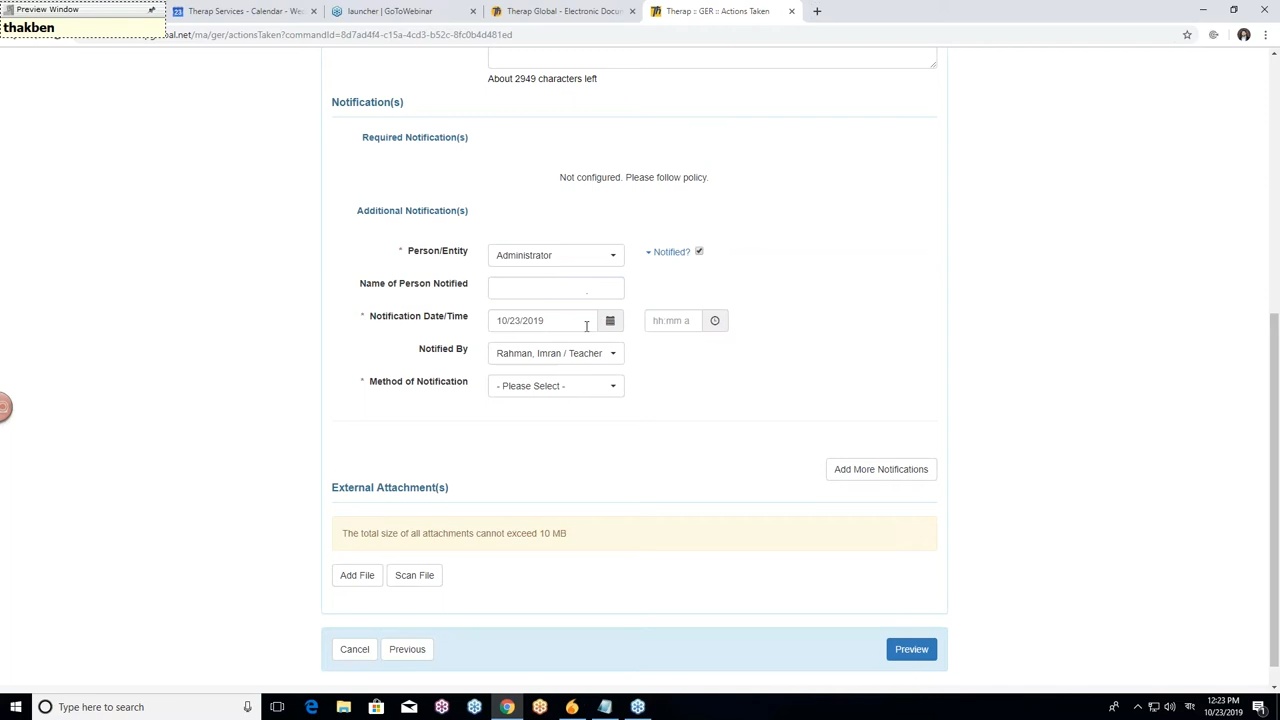 Preview Window
thakben
Therap Services - Calendar - Wed
launcher | GoToWebinar
Therap Global - Electronic Docum
Therap :: GER :: Actions Taken
global.net/ma/ger/actionsTaken?commandId=8d7ad4f4-c15a-4cd3-b52c-8fc0b4d481ed
About 2949 characters left
Notification(s)
Required Notification(s)
Not configured. Please follow policy.
Additional Notification(s)
* Person/Entity Administrator Notified?
Name of Person Notified
* Notification Date/Time 10/23/2019 hh:mm a
Notified By Rahman, Imran / Teacher
* Method of Notification - Please Select -
Add More Notifications
External Attachment(s)
The total size of all attachments cannot exceed 10 MB
Add File Scan File
Cancel Previous Preview
Type here to search
12:23 PM
10/23/2019